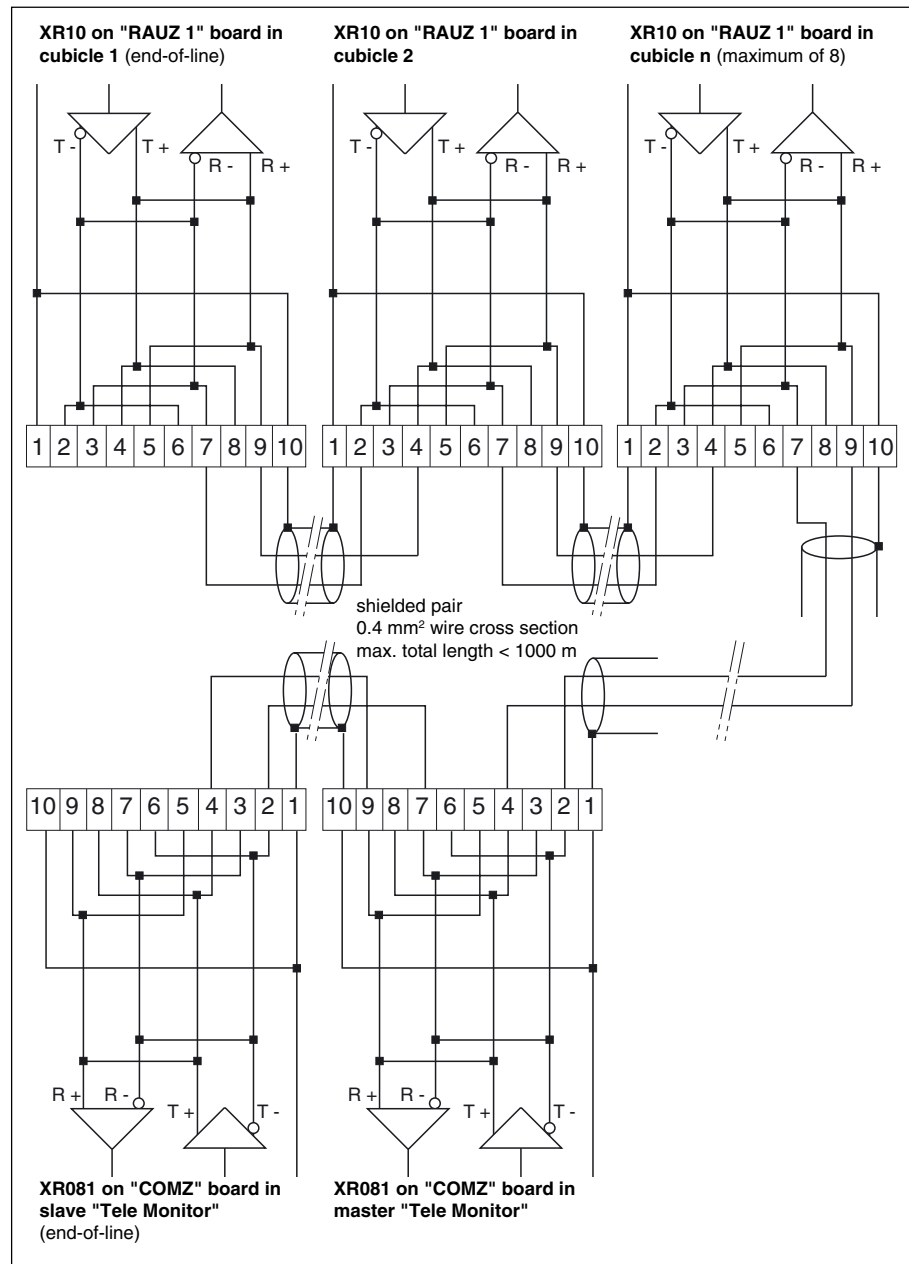 XR10 on "RAUZ 1" board in
cubicle 1 (end-of-line)
XR10 on "RAUZ 1" board in
cubicle 2
XR10 on "RAUZ 1" board in
cubicle n (maximum of 8)
T - T + R - R +
T - T + R - R +
T - T + R - R +
1 2 3 4 5 6 7 8 9 10
1 2 3 4 5 6 7 8 9 10
1 2 3 4 5 6 7 8 9 10
shielded pair
0.4 mm² wire cross section
max. total length < 1000 m
10 9 8 7 6 5 4 3 2 1
10 9 8 7 6 5 4 3 2 1
R + R - T + T -
R + R - T + T -
XR081 on "COMZ" board in
slave "Tele Monitor"
(end-of-line)
XR081 on "COMZ" board in
master "Tele Monitor"